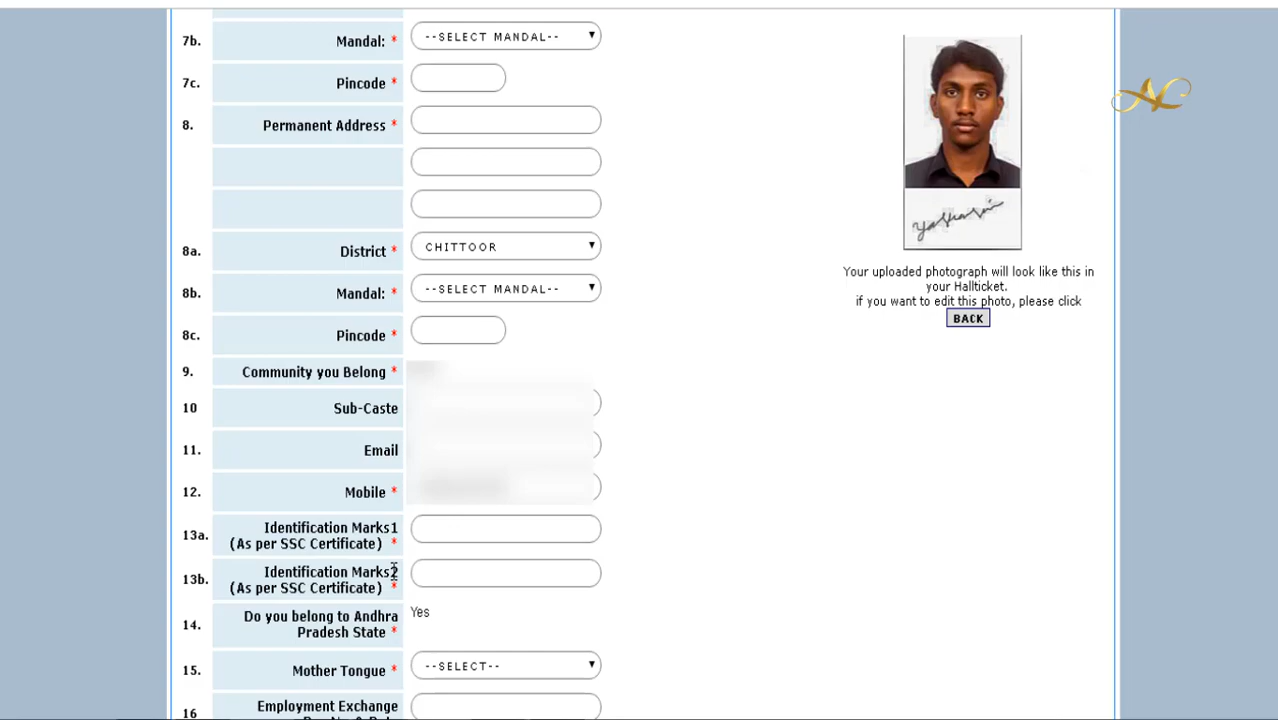 7b. Mandal: * --SELECT MANDAL--
7c. Pincode *
8. Permanent Address *
8a. District * CHITTOOR
8b. Mandal: * --SELECT MANDAL--
8c. Pincode *
9. Community you Belong *
10 Sub-Caste
11. Email
12. Mobile *
13a. Identification Marks1
(As per SSC Certificate) *
13b. Identification Marks2
(As per SSC Certificate) *
14. Do you belong to Andhra
Pradesh State * Yes
15. Mother Tongue * --SELECT--
16 Employment Exchange
Your uploaded photograph will look like this in
your Hallticket.
if you want to edit this photo, please click
BACK